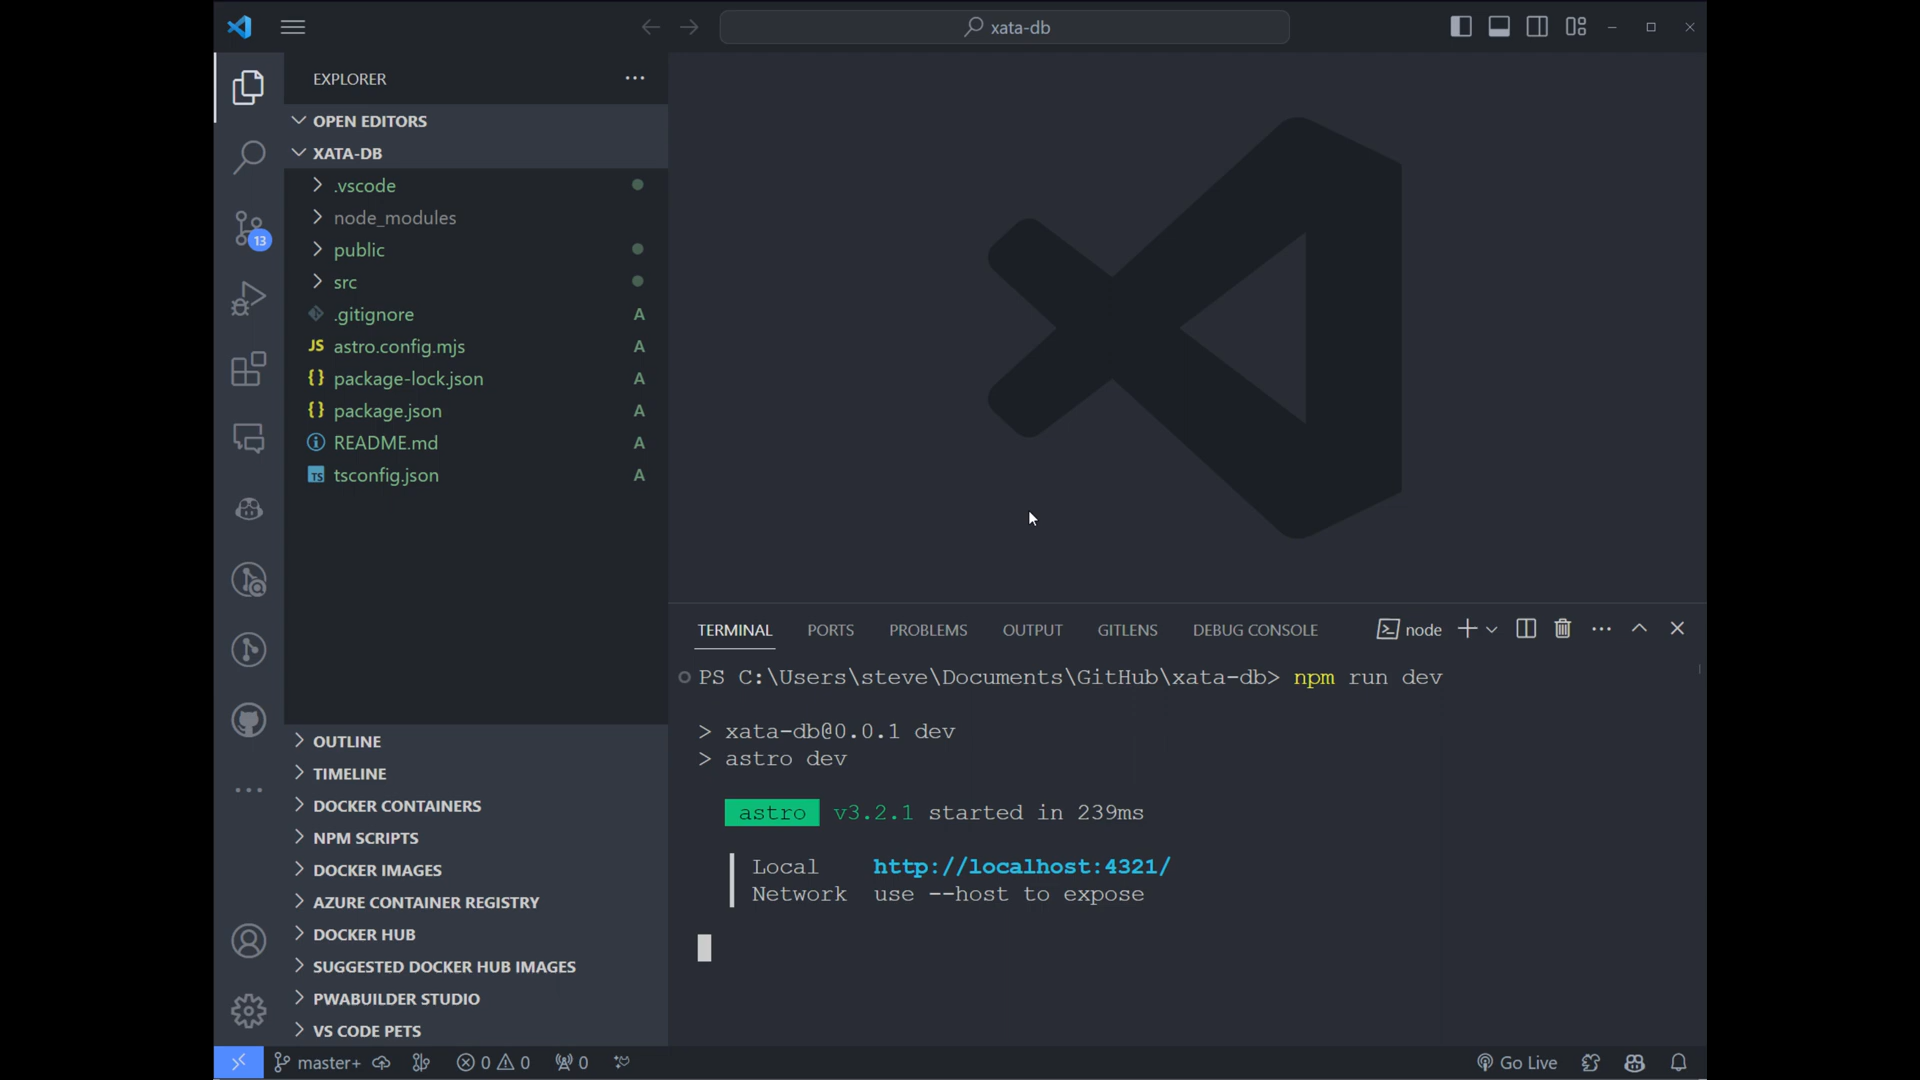 xata-db
EXPLORER
OPEN EDITORS
XATA-DB
.vscode
node_modules
public
src
.gitignore A
JS astro.config.mjs A
{} package-lock.json A
{} package.json A
README.md A
TS tsconfig.json A
13
OUTLINE
TIMELINE
DOCKER CONTAINERS
NPM SCRIPTS
DOCKER IMAGES
AZURE CONTAINER REGISTRY
DOCKER HUB
SUGGESTED DOCKER HUB IMAGES
PWABUILDER STUDIO
VS CODE PETS
TERMINAL PORTS PROBLEMS OUTPUT GITLENS DEBUG CONSOLE node
PS C:\Users\steve\Documents\GitHub\xata-db> npm run dev
> xata-db@0.0.1 dev
> astro dev
astro v3.2.1 started in 239ms
Local http://localhost:4321/
Network use --host to expose
master+ 0 0 0 Go Live